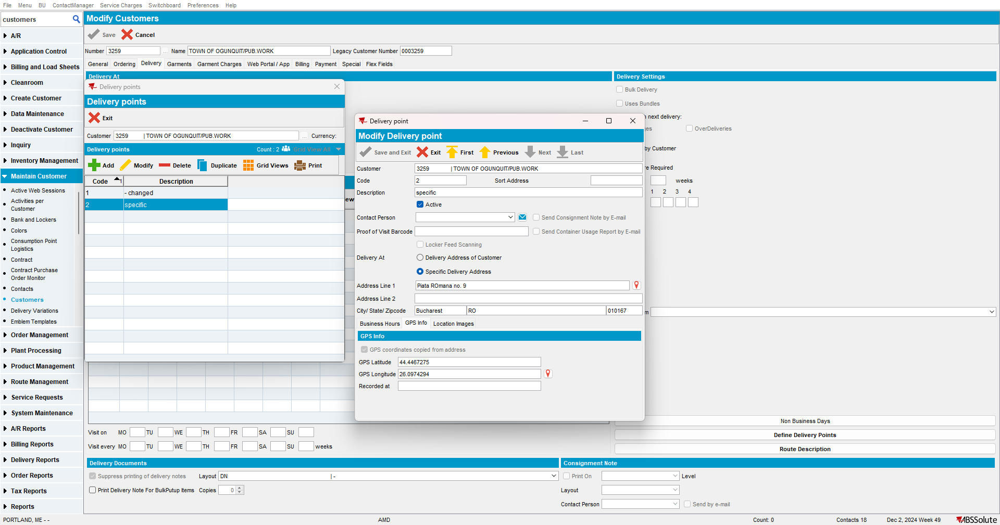 File Menu BU ContactManager Service Charges Switchboard Preferences Help
customers
Modify Customers
Save Cancel
Number 3259 ... Name TOWN OF OGUNQUIT/PUB.WORK Legacy Customer Number 0003259
General Ordering Delivery Garments Garment Charges Web Portal / App Billing Payment Special Flex Fields
A/R
Application Control
Billing and Load Sheets
Cleanroom
Create Customer
Data Maintenance
Deactivate Customer
Inquiry
Inventory Management
Maintain Customer
Active Web Sessions
Activities per
Customer
Bank and Lockers
Colors
Consumption Point
Logistics
Contract
Contract Purchase
Order Monitor
Contacts
Customers
Delivery Variations
Emblem Templates
Order Management
Plant Processing
Product Management
Route Management
Service Requests
System Maintenance
A/R Reports
Billing Reports
Delivery Reports
Order Reports
Tax Reports
Reports
Delivery At
Delivery points
Delivery points
Exit
Customer 3259 | TOWN OF OGUNQUIT/PUB.WORK ... Currency:
Delivery points Count : 2 Grid View All
Add Modify Delete Duplicate Grid Views Print
Code 1 Description
1 - changed
2 specific
ew
Delivery point
Modify Delivery point
Save and Exit Exit First Previous Next Last
Customer 3259 | TOWN OF OGUNQUIT/PUB.WORK
Code 2 Sort Address
Description specific
Active
Contact Person Send Consignment Note by E-mail
Proof of Visit Barcode Send Container Usage Report by E-mail
Locker Feed Scanning
Delivery At Delivery Address of Customer
Specific Delivery Address
Address Line 1 Piata ROmana no. 9
Address Line 2
City/ State/ Zipcode Bucharest RO 010167
Business Hours GPS Info Location Images
GPS Info
GPS coordinates copied from address
GPS Latitude 44.4467275
GPS Longitude 26.0974294
Recorded at
Delivery Settings
Bulk Delivery
Uses Bundles
n next delivery:
es OverDeliveries
by Customer
re Required
weeks
1 2 3 4
m
Non Business Days
Define Delivery Points
Route Description
Visit on MO TU WE TH FR SA SU
Visit every MO TU WE TH FR SA SU weeks
Delivery Documents
Suppress printing of delivery notes Layout DN | -
Print Delivery Note For BulkPutup Items Copies 0
Consignment Note
Print On Level
Layout
Contact Person Send by e-mail
PORTLAND, ME - - AMD Count: 0 Contacts 18 Dec 2, 2024 Week 49 ABSSolute